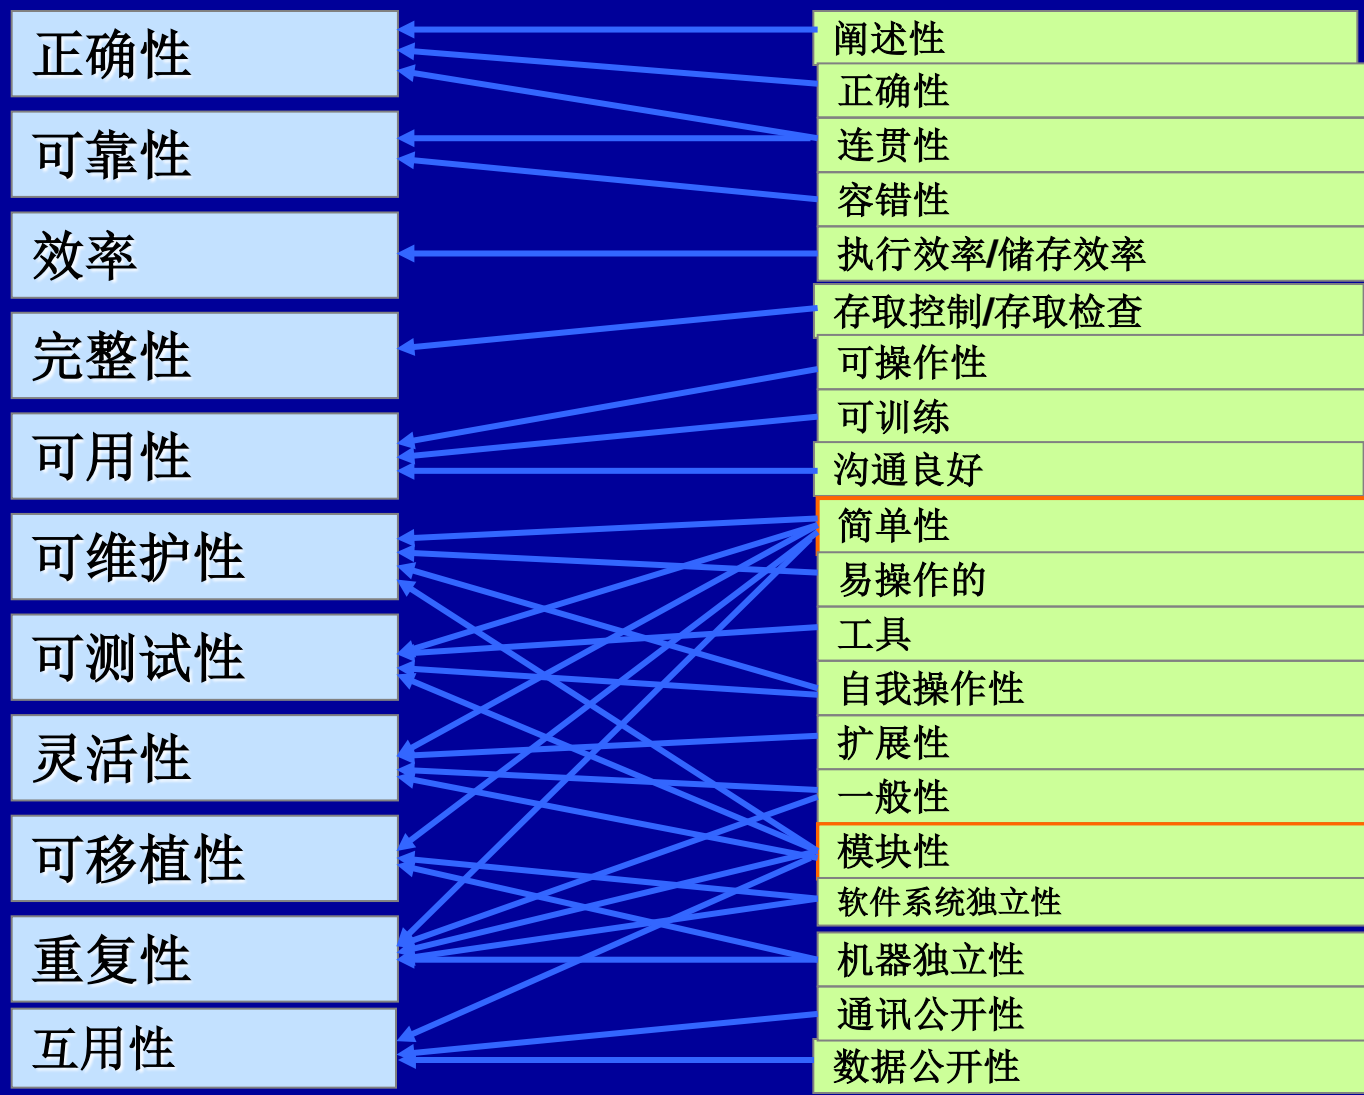 正确性
可靠性
效率
完整性
可用性
可维护性
可测试性
灵活性
可移植性
重复性
互用性
阐述性
正确性
连贯性
容错性
执行效率/储存效率
存取控制/存取检查
可操作性
可训练
沟通良好
简单性
易操作的
工具
自我操作性
扩展性
一般性
模块性
软件系统独立性
机器独立性
通讯公开性
数据公开性